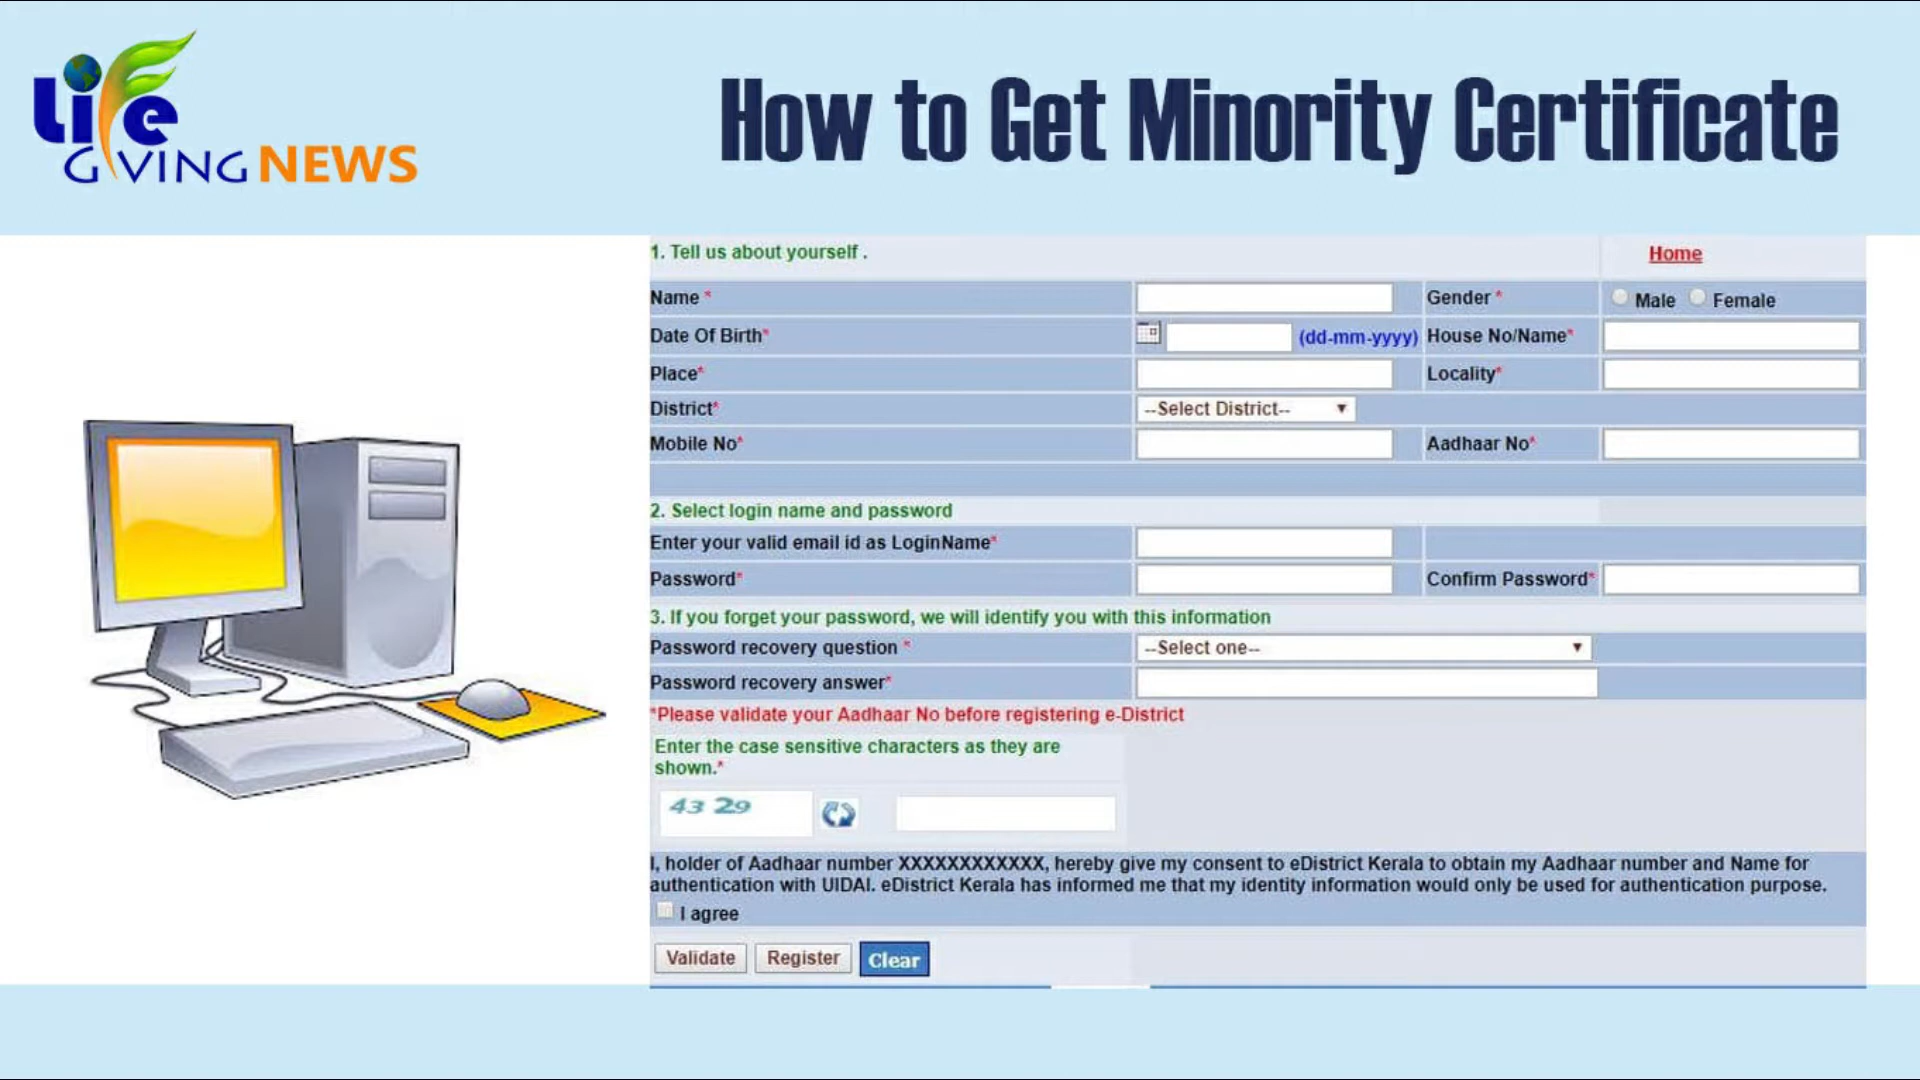 Life
GIVING NEWS
How to Get Minority Certificate
1. Tell us about yourself .
Home
Name *
Gender *
Male Female
Date Of Birth*
(dd-mm-yyyy)
House No/Name*
Place*
Locality*
District*
--Select District--
Mobile No*
Aadhaar No*
2. Select login name and password
Enter your valid email id as LoginName*
Password*
Confirm Password*
3. If you forget your password, we will identify you with this information
Password recovery question *
--Select one--
Password recovery answer*
*Please validate your Aadhaar No before registering e-District
Enter the case sensitive characters as they are
shown.*
43 29
I, holder of Aadhaar number XXXXXXXXXXXX, hereby give my consent to eDistrict Kerala to obtain my Aadhaar number and Name for
authentication with UIDAI. eDistrict Kerala has informed me that my identity information would only be used for authentication purpose.
I agree
Validate Register Clear